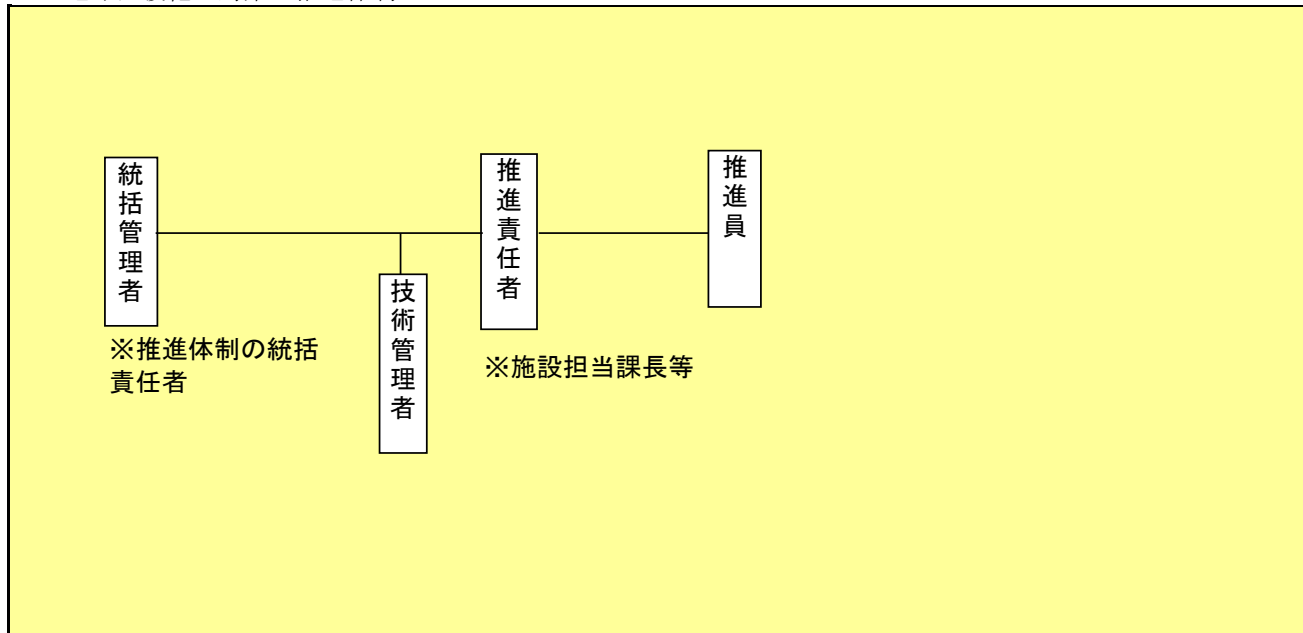 統括管理者
※推進体制の統括
責任者
技術管理者
推進責任者
※施設担当課長等
推進員